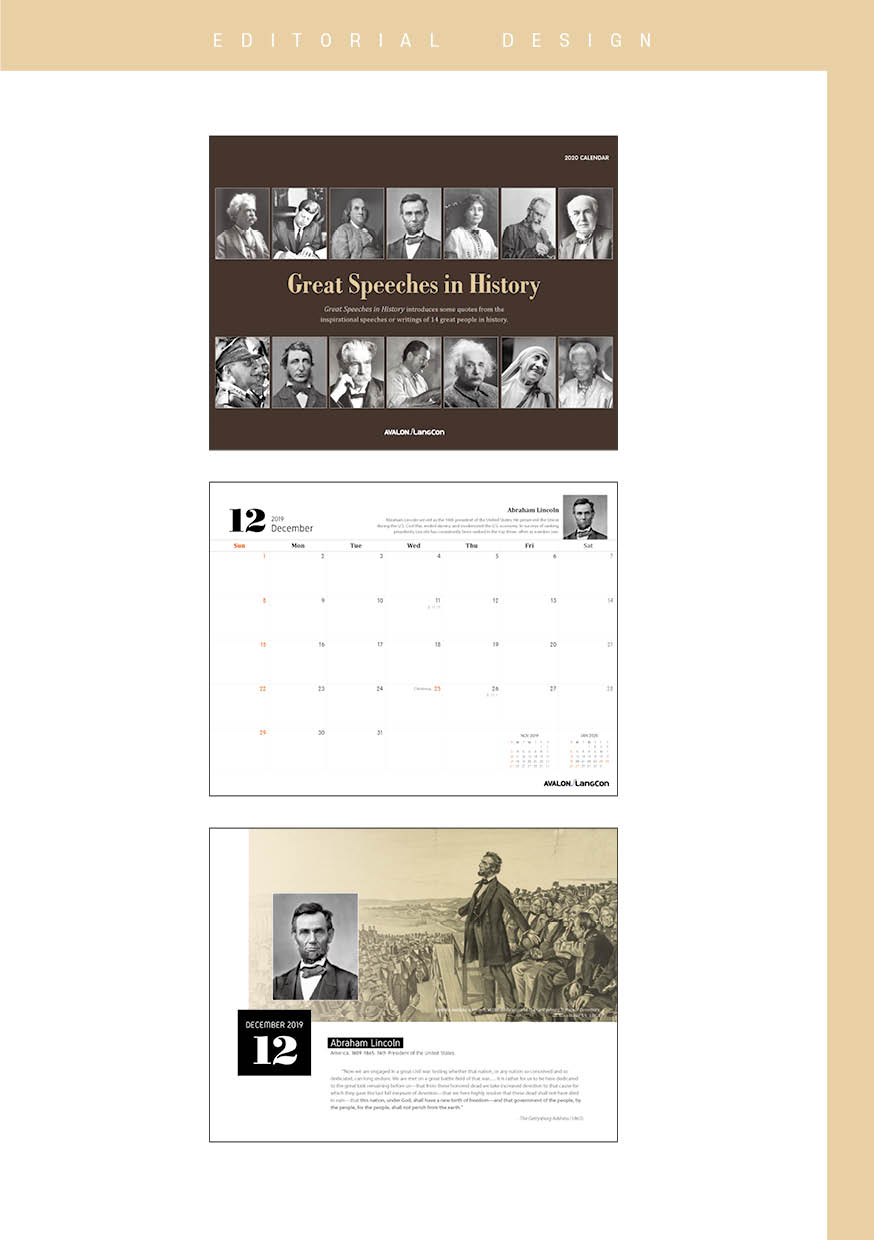 EDITORIAL DESIGN
2020 CALENDAR
Great Speeches in History
Great Speeches in History introduces some quotes from the
inspirational speeches or writings of 14 great people in history.
AVALON//LangCon
12
2019
December
Abraham Lincoln
Abraham Lincoln served as the 16th president of the United States. He preserved the Union
during the U.S. Civil War, ended slavery, and modernized the U.S. economy. In surveys of ranking
presidents, Lincoln has consistently been ranked in the top three, often as number one.
Sun Mon Tue Wed Thu Fri Sat
1 2 3 4 5 6 7
8 9 10 11 12 13 14
15 16 17 18 19 20 21
22 23 24 Christmas 25 26 27 28
29 30 31
NOV 2019 JAN 2020
AVALON//LangCon
DECEMBER 2019
12
Abraham Lincoln
America, 1809-1865, 16th President of the United States
"Now we are engaged in a great civil war, testing whether that nation, or any nation so conceived and so
dedicated, can long endure. We are met on a great battle-field of that war.... It is rather for us to be here dedicated
to the great task remaining before us—that from these honored dead we take increased devotion to that cause for
which they gave the last full measure of devotion—that we here highly resolve that these dead shall not have died
in vain—that this nation, under God, shall have a new birth of freedom—and that government of the people, by
the people, for the people, shall not perish from the earth."
The Gettysburg Address (1863)